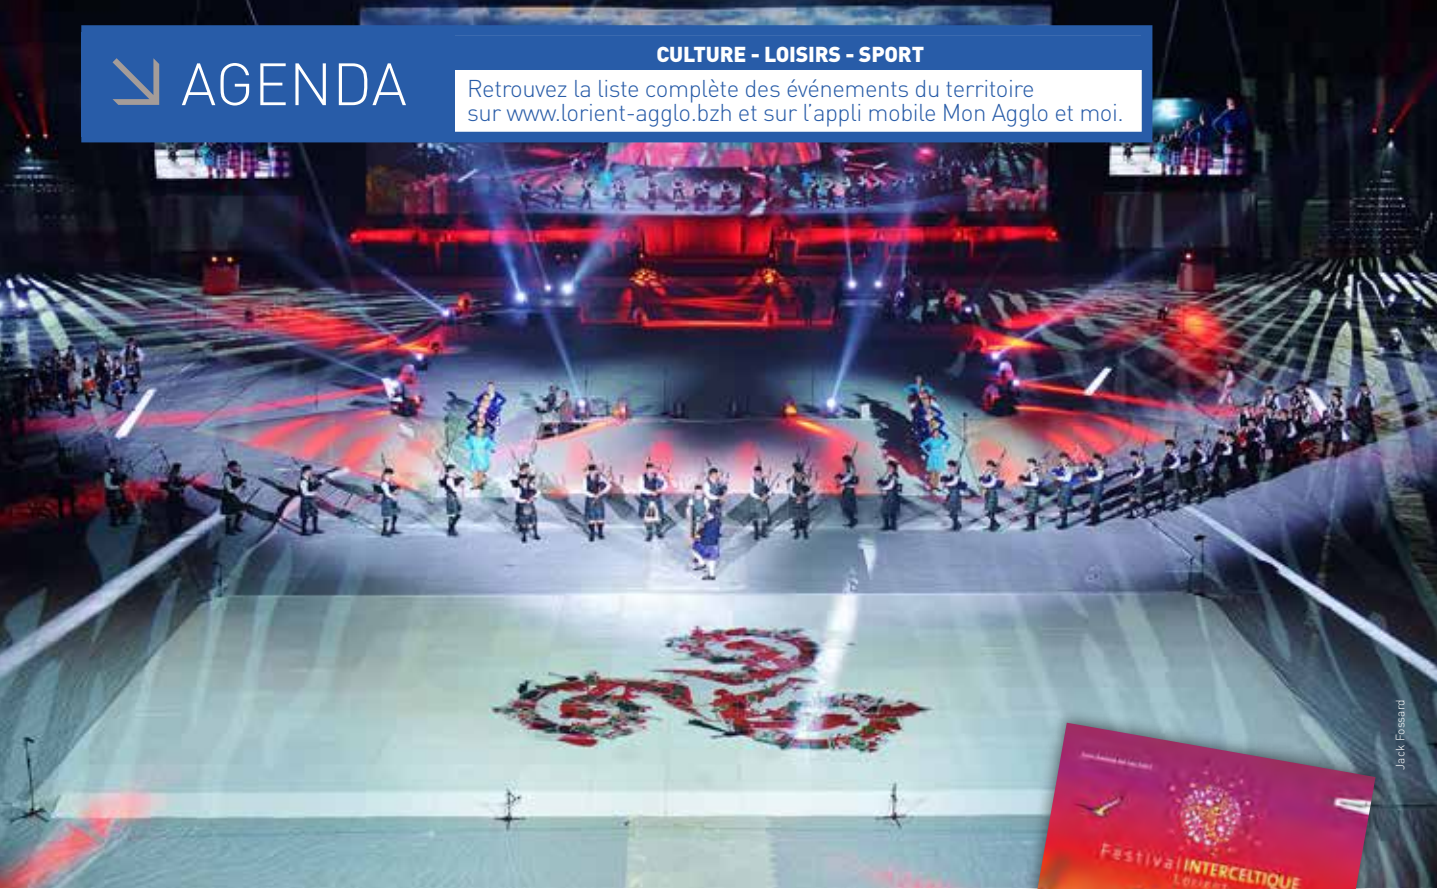 AGENDA
CULTURE - LOISIRS - SPORT
Retrouvez la liste complète des événements du territoire
sur www.lorient-agglo.bzh et sur l’appli mobile Mon Agglo et moi.
Jack Fossard
Festival INTERCELTIQUE
Lorient